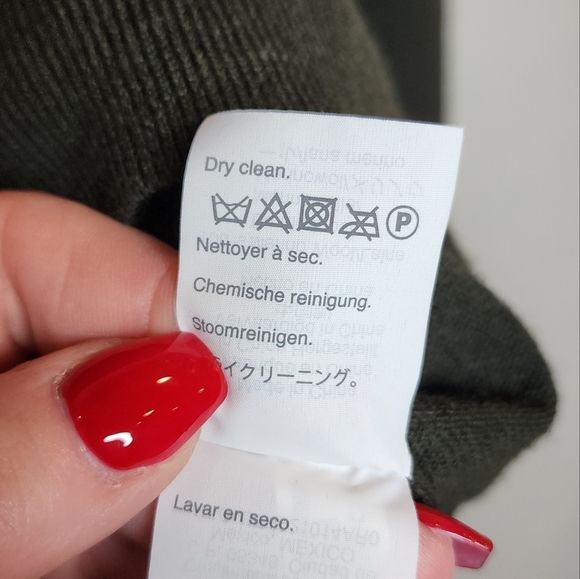 Dry clean.
P
Nettoyer à sec.
Chemische reinigung.
Stoomreinigen.
イクリーニング。
Lavar en seco.